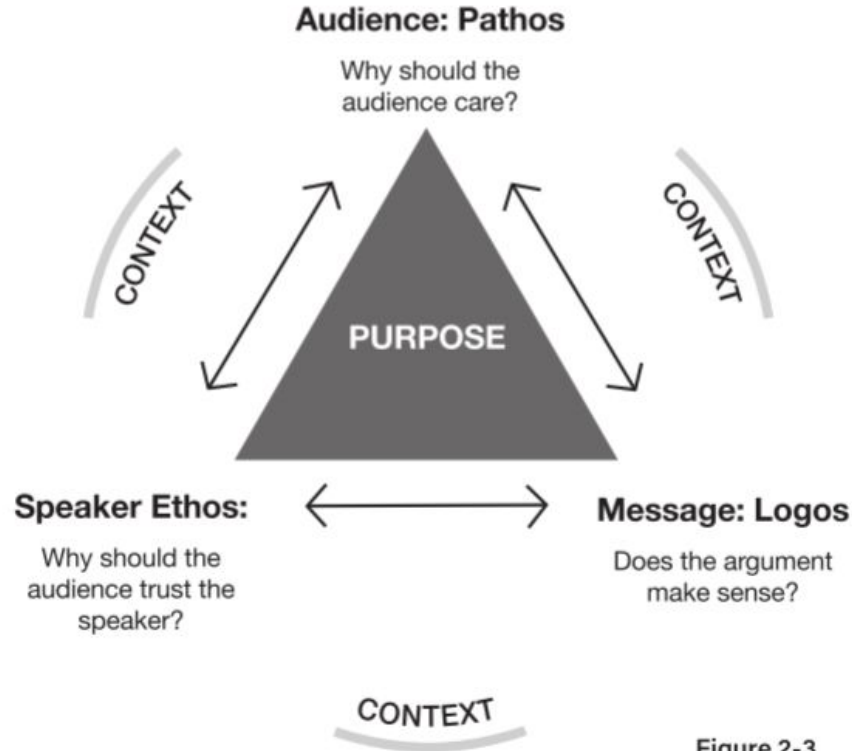 Audience: Pathos
Why should the
audience care?
CONTEXT
CONTEXT
PURPOSE
Speaker Ethos:
Why should the
audience trust the
speaker?
Message: Logos
Does the argument
make sense?
CONTEXT
Figure 2-3